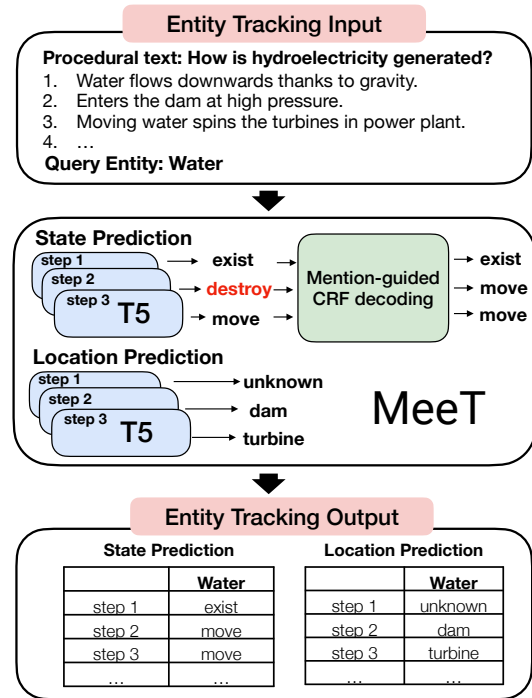 Entity Tracking Input
Procedural text: How is hydroelectricity generated?
1. Water flows downwards thanks to gravity.
2. Enters the dam at high pressure.
3. Moving water spins the turbines in power plant.
4. …
Query Entity: Water
State Prediction
step 1
step 2
step 3 T5
exist
destroy
move
Mention-guided
CRF decoding
exist
move
move
Location Prediction
step 1
step 2
step 3 T5
unknown
dam
turbine
MeeT
Entity Tracking Output
State Prediction
Water
step 1 exist
step 2 move
step 3 move
… …
Location Prediction
Water
step 1 unknown
step 2 dam
step 3 turbine
… …